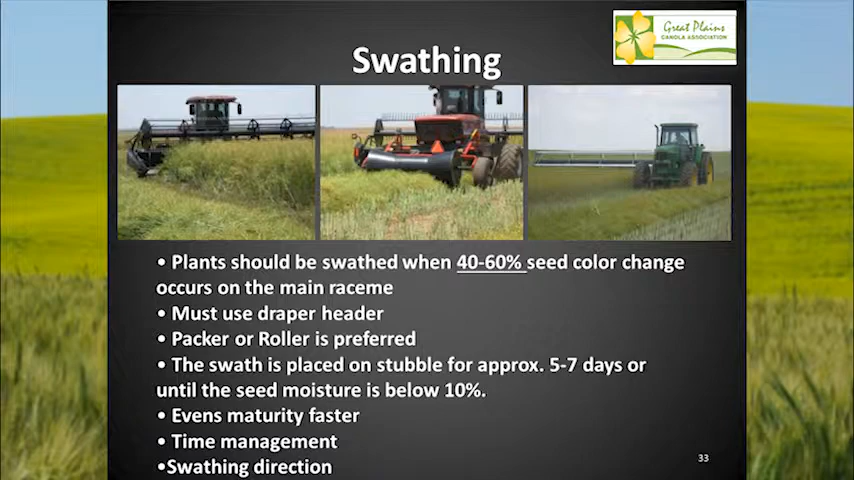 Great Plains
CANOLA ASSOCIATION
Swathing
• Plants should be swathed when 40-60% seed color change
occurs on the main raceme
• Must use draper header
• Packer or Roller is preferred
• The swath is placed on stubble for approx. 5-7 days or
until the seed moisture is below 10%.
• Evens maturity faster
• Time management
•Swathing direction
33